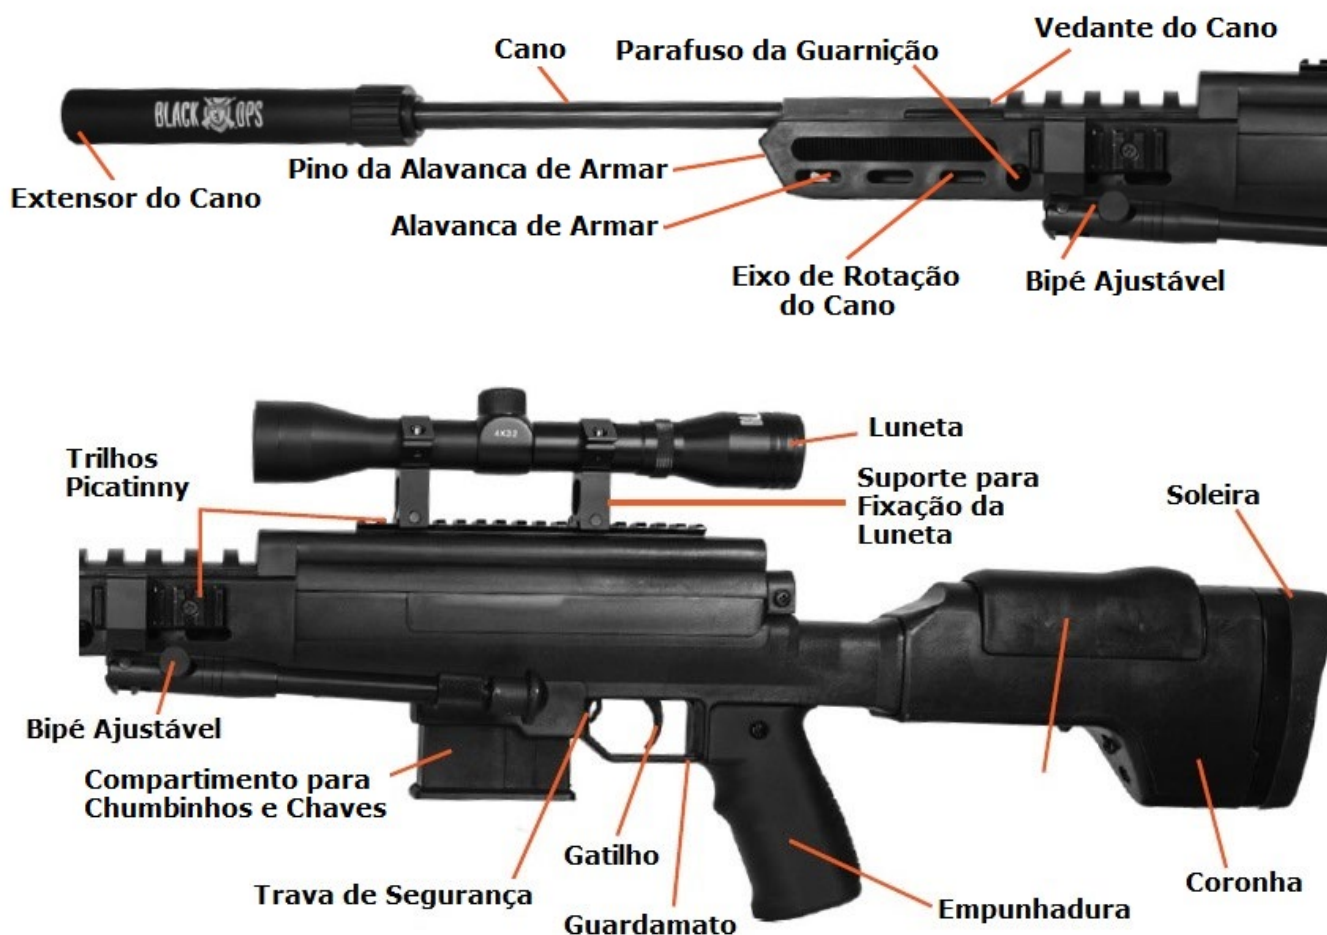 Vedante do Cano
Cano
Parafuso da Guarnição
BLACK OPS
Pino da Alavanca de Armar
Extensor do Cano
Alavanca de Armar
Eixo de Rotação
do Cano
Bipé Ajustável
4X32
Luneta
Trilhos
Picatinny
Suporte para
Fixação da
Luneta
Soleira
Bipé Ajustável
Compartimento para
Chumbinhos e Chaves
Gatilho
Trava de Segurança
Guardamato
Empunhadura
Coronha